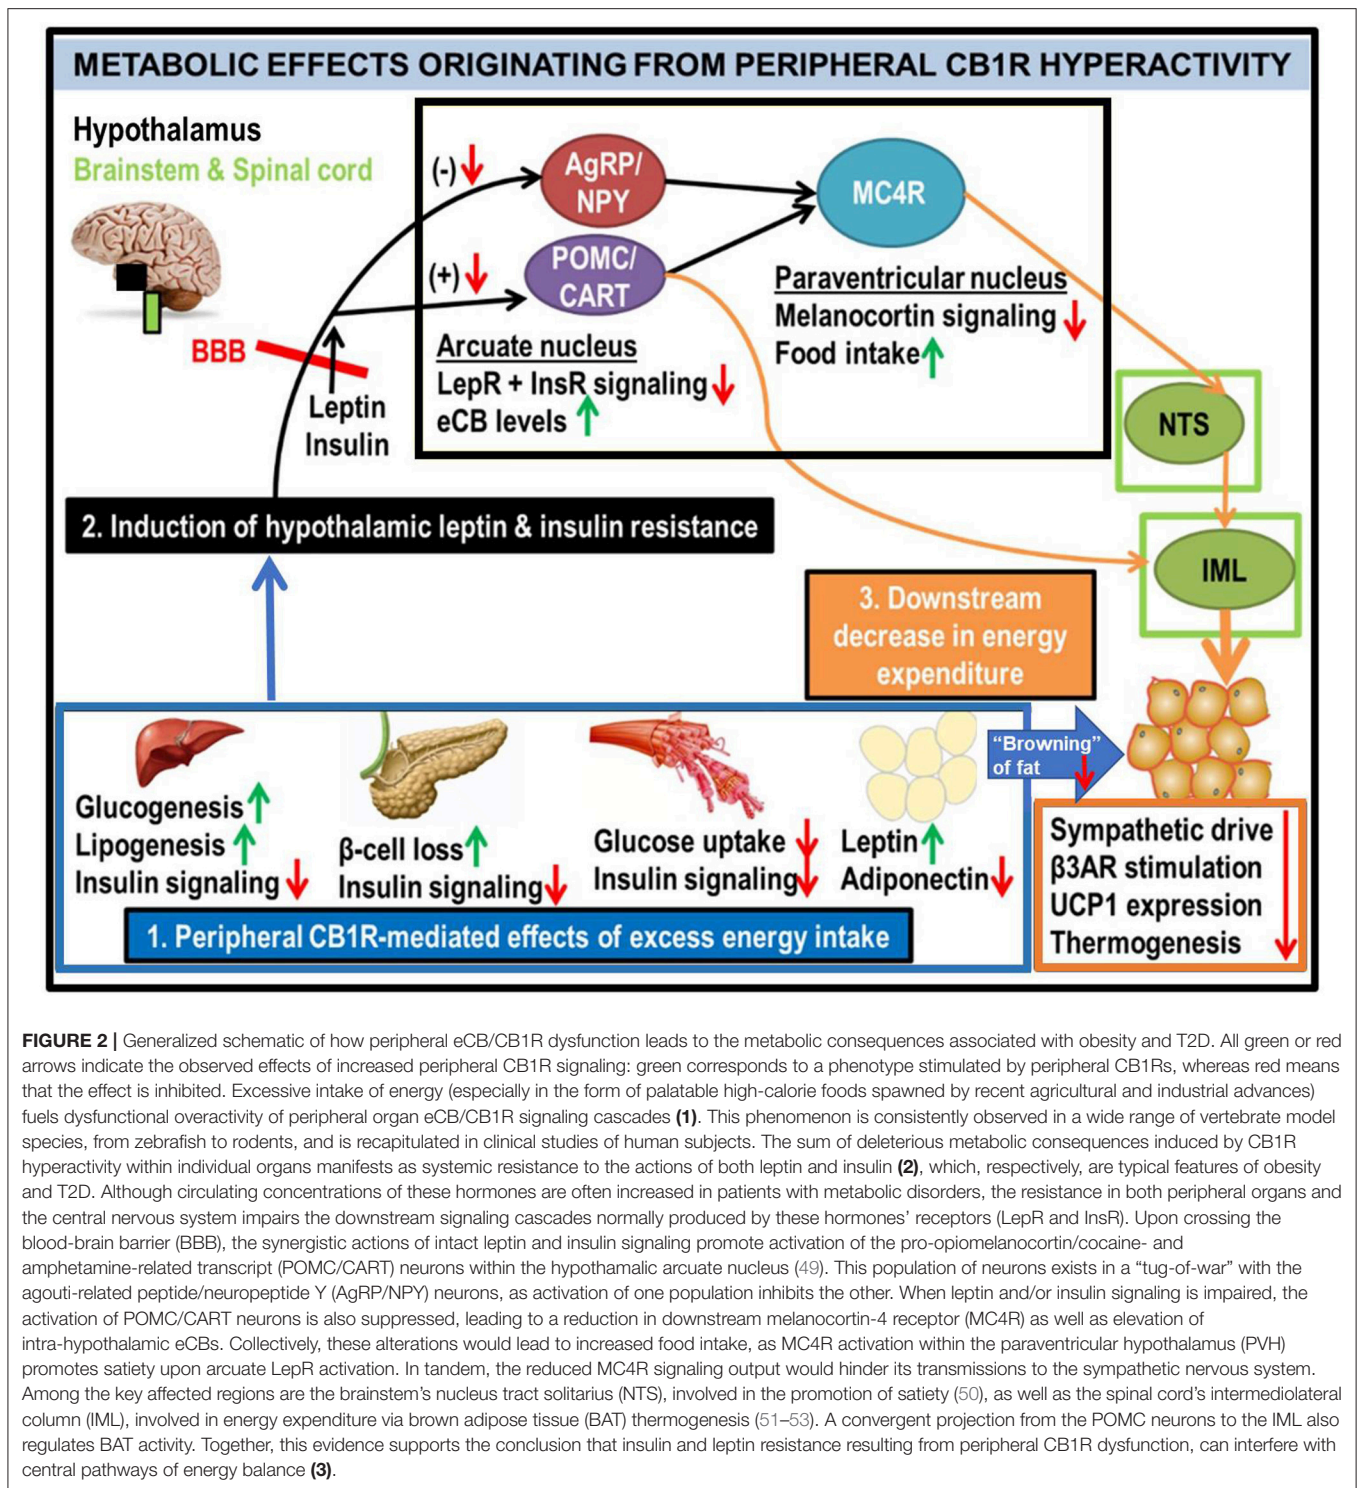 METABOLIC EFFECTS ORIGINATING FROM PERIPHERAL CB1R HYPERACTIVITY
Hypothalamus
Brainstem & Spinal cord
(-)
AgRP/
NPY
MC4R
(+)
POMC/
CART
Paraventricular nucleus
Melanocortin signaling
Food intake
BBB
Arcuate nucleus
LepR + InsR signaling
eCB levels
Leptin
Insulin
NTS
2. Induction of hypothalamic leptin & insulin resistance
IML
3. Downstream
decrease in energy
expenditure
"Browning"
of fat
Glucogenesis
Lipogenesis
Insulin signaling
β-cell loss
Insulin signaling
Glucose uptake
Insulin signaling
Leptin
Adiponectin
Sympathetic drive
β3AR stimulation
UCP1 expression
Thermogenesis
1. Peripheral CB1R-mediated effects of excess energy intake
FIGURE 2 | Generalized schematic of how peripheral eCB/CB1R dysfunction leads to the metabolic consequences associated with obesity and T2D. All green or red
arrows indicate the observed effects of increased peripheral CB1R signaling: green corresponds to a phenotype stimulated by peripheral CB1Rs, whereas red means
that the effect is inhibited. Excessive intake of energy (especially in the form of palatable high-calorie foods spawned by recent agricultural and industrial advances)
fuels dysfunctional overactivity of peripheral organ eCB/CB1R signaling cascades (1). This phenomenon is consistently observed in a wide range of vertebrate model
species, from zebrafish to rodents, and is recapitulated in clinical studies of human subjects. The sum of deleterious metabolic consequences induced by CB1R
hyperactivity within individual organs manifests as systemic resistance to the actions of both leptin and insulin (2), which, respectively, are typical features of obesity
and T2D. Although circulating concentrations of these hormones are often increased in patients with metabolic disorders, the resistance in both peripheral organs and
the central nervous system impairs the downstream signaling cascades normally produced by these hormones' receptors (LepR and InsR). Upon crossing the
blood-brain barrier (BBB), the synergistic actions of intact leptin and insulin signaling promote activation of the pro-opiomelanocortin/cocaine- and
amphetamine-related transcript (POMC/CART) neurons within the hypothamalic arcuate nucleus (49). This population of neurons exists in a "tug-of-war" with the
agouti-related peptide/neuropeptide Y (AgRP/NPY) neurons, as activation of one population inhibits the other. When leptin and/or insulin signaling is impaired, the
activation of POMC/CART neurons is also suppressed, leading to a reduction in downstream melanocortin-4 receptor (MC4R) as well as elevation of
intra-hypothalamic eCBs. Collectively, these alterations would lead to increased food intake, as MC4R activation within the paraventricular hypothalamus (PVH)
promotes satiety upon arcuate LepR activation. In tandem, the reduced MC4R signaling output would hinder its transmissions to the sympathetic nervous system.
Among the key affected regions are the brainstem's nucleus tract solitarius (NTS), involved in the promotion of satiety (50), as well as the spinal cord's intermediolateral
column (IML), involved in energy expenditure via brown adipose tissue (BAT) thermogenesis (51–53). A convergent projection from the POMC neurons to the IML also
regulates BAT activity. Together, this evidence supports the conclusion that insulin and leptin resistance resulting from peripheral CB1R dysfunction, can interfere with
central pathways of energy balance (3).